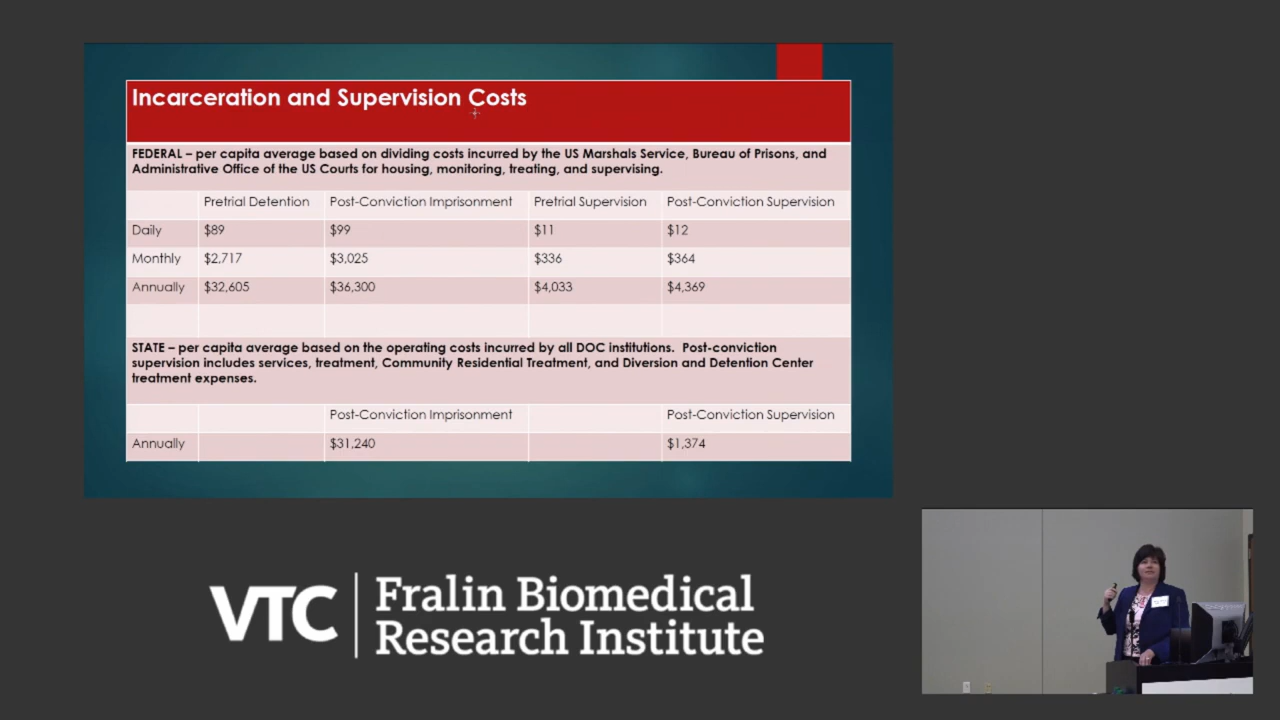 Incarceration and Supervision Costs
FEDERAL – per capita average based on dividing costs incurred by the US Marshals Service, Bureau of Prisons, and
Administrative Office of the US Courts for housing, monitoring, treating, and supervising.
Pretrial Detention Post-Conviction Imprisonment Pretrial Supervision Post-Conviction Supervision
Daily $89 $99 $11 $12
Monthly $2,717 $3,025 $336 $364
Annually $32,605 $36,300 $4,033 $4,369
STATE – per capita average based on the operating costs incurred by all DOC institutions. Post-conviction
supervision includes services, treatment, Community Residential Treatment, and Diversion and Detention Center
treatment expenses.
Post-Conviction Imprisonment Post-Conviction Supervision
Annually $31,240 $1,374
VTC Fralin Biomedical
Research Institute